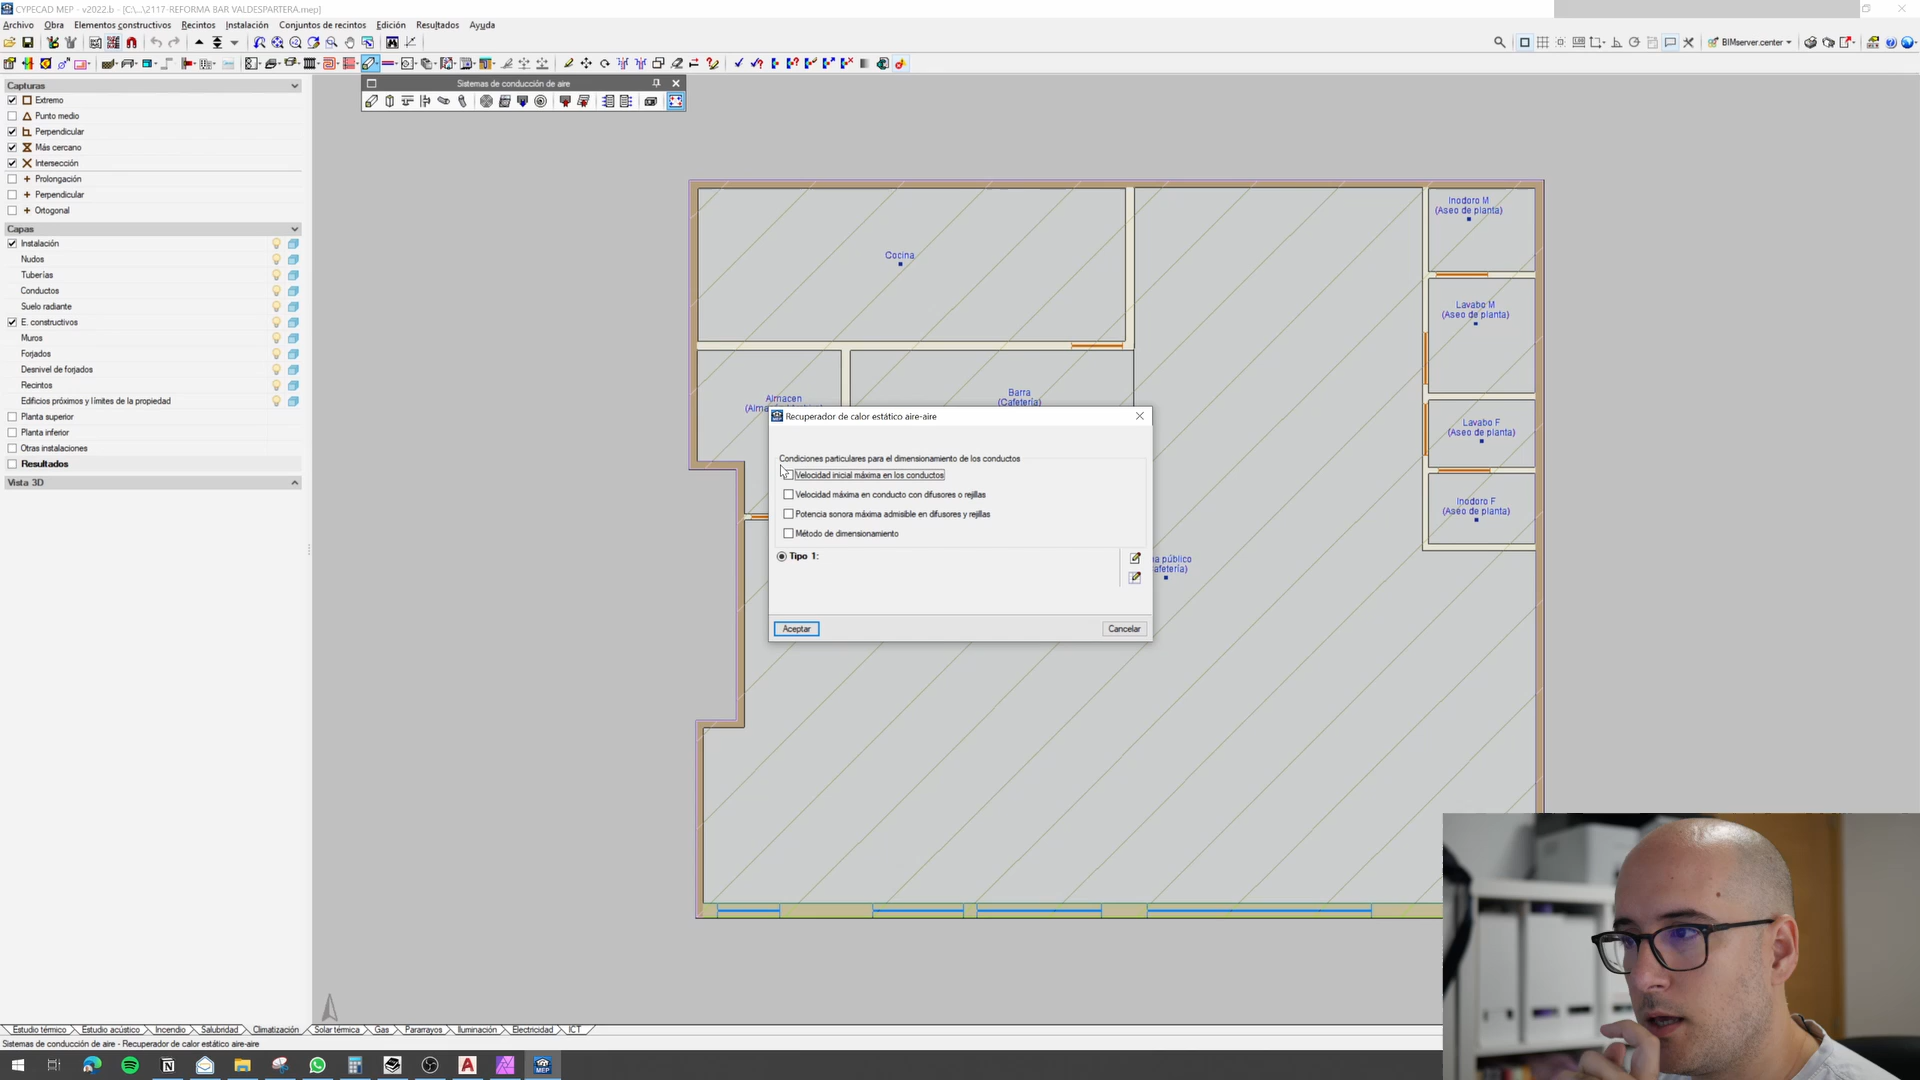 CYPECAD MEP - v2022.b - [C:\...\2117-REFORMA BAR VALDESPARTERA.mep]
Archivo Obra Elementos constructivos Recintos Instalación Conjuntos de recintos Edición Resultados Ayuda
BIMserver.center
Sistemas de conducción de aire
Capturas
Extremo
Punto medio
Perpendicular
Más cercano
Intersección
Prolongación
Perpendicular
Ortogonal
Capas
Instalación
Nudos
Tuberías
Conductos
Suelo radiante
E. constructivos
Muros
Forjados
Desnivel de forjados
Recintos
Edificios próximos y límites de la propiedad
Planta superior
Planta inferior
Otras instalaciones
Resultados
Vista 3D
Cocina
Inodoro M
(Aseo de planta)
Lavabo M
(Aseo de planta)
Almacen
Barra
(Cafetería)
Lavabo F
(Aseo de planta)
Inodoro F
(Aseo de planta)
público
Recuperador de calor estático aire-aire
Condiciones particulares para el dimensionamiento de los conductos
Velocidad inicial máxima en los conductos
Velocidad máxima en conducto con difusores o rejillas
Potencia sonora máxima admisible en difusores y rejillas
Método de dimensionamiento
Tipo 1:
Aceptar Cancelar
Estudio térmico Estudio acústico Incendio Salubridad Climatización Solar térmica Gas Pararrayos Iluminación Electricidad ICT
Sistemas de conducción de aire - Recuperador de calor estático aire-aire
MEP